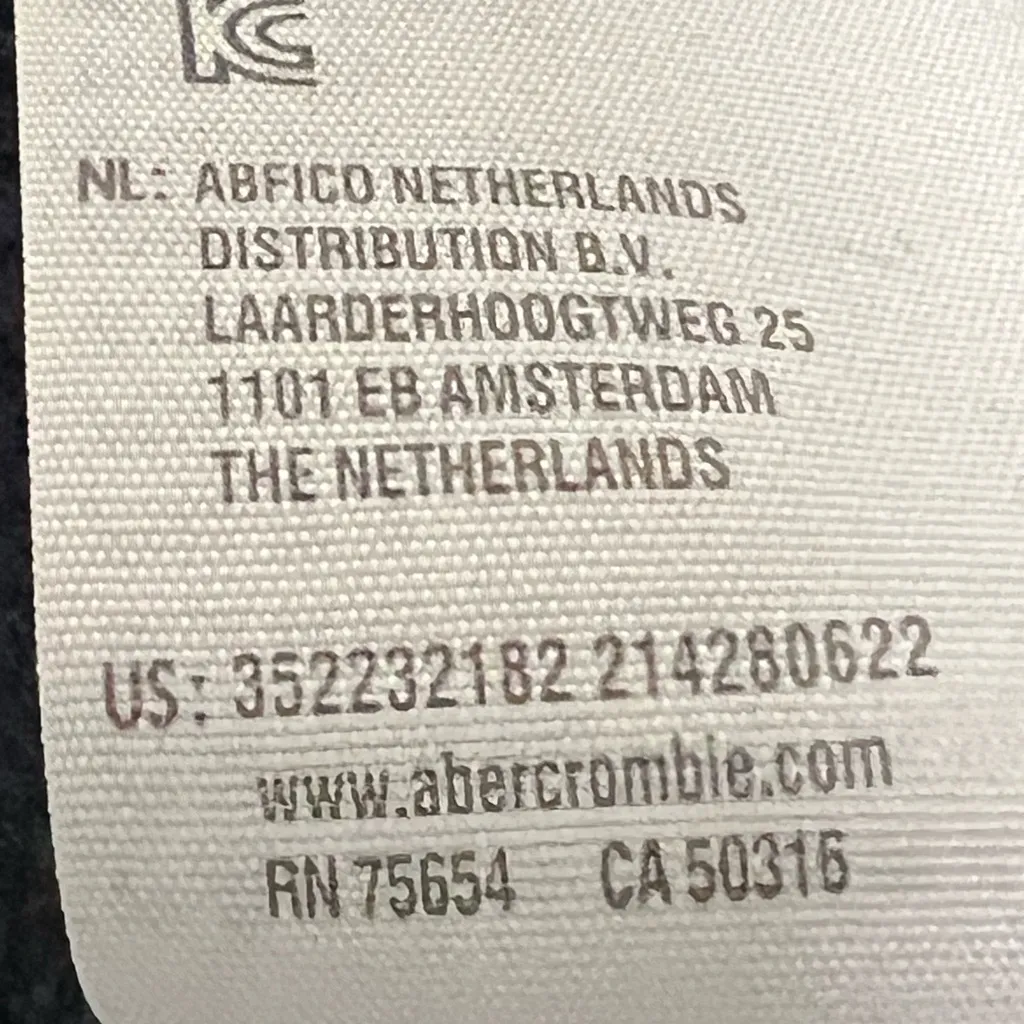 KC
NL: ABFICO NETHERLANDS
DISTRIBUTION B.V.
LAARDERHOOGTWEG 25
1101 EB AMSTERDAM
THE NETHERLANDS
US: 352232182 214280622
www.abercrombie.com
RN 75654 CA 50316